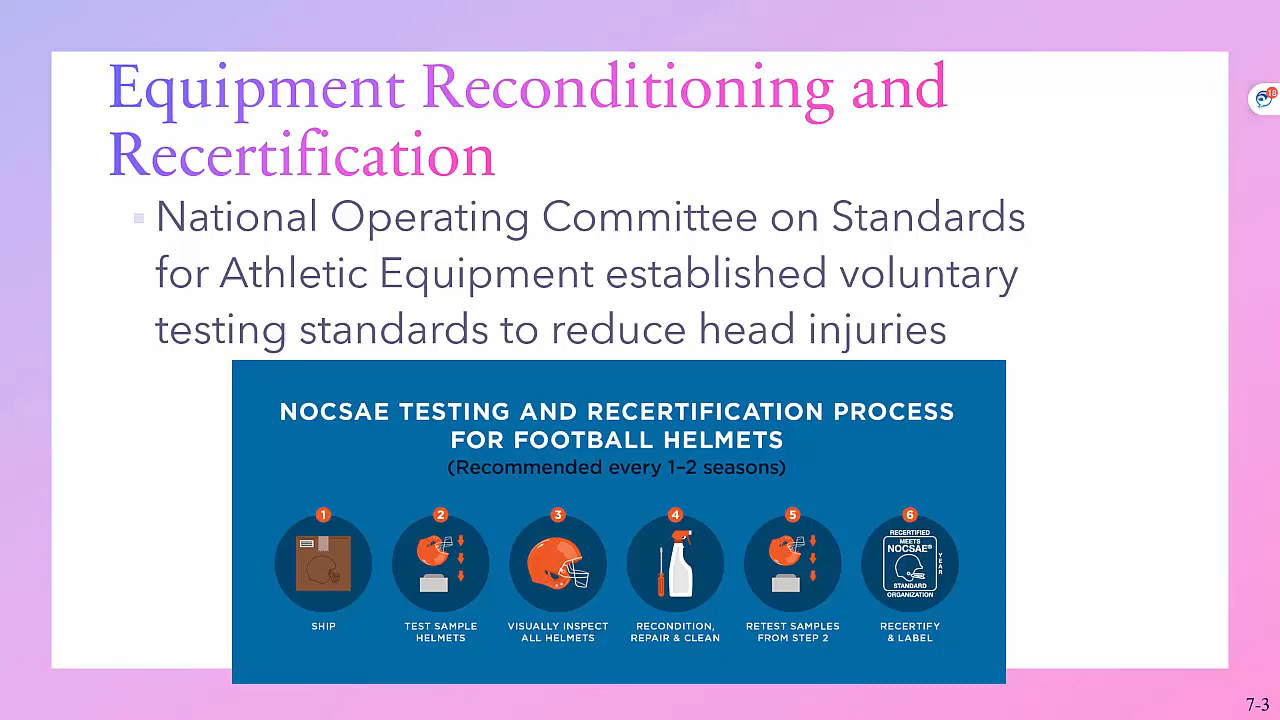 Equipment Reconditioning and
Recertification
National Operating Committee on Standards
for Athletic Equipment established voluntary
testing standards to reduce head injuries
NOCSAE TESTING AND RECERTIFICATION PROCESS
FOR FOOTBALL HELMETS
(Recommended every 1–2 seasons)
1
SHIP
2
TEST SAMPLE
HELMETS
3
VISUALLY INSPECT
ALL HELMETS
4
RECONDITION,
REPAIR & CLEAN
5
RETEST SAMPLES
FROM STEP 2
6
RECERTIFIED
MEETS
NOCSAE®
STANDARD
ORGANIZATION
YEAR
RECERTIFY
& LABEL
18
7-3